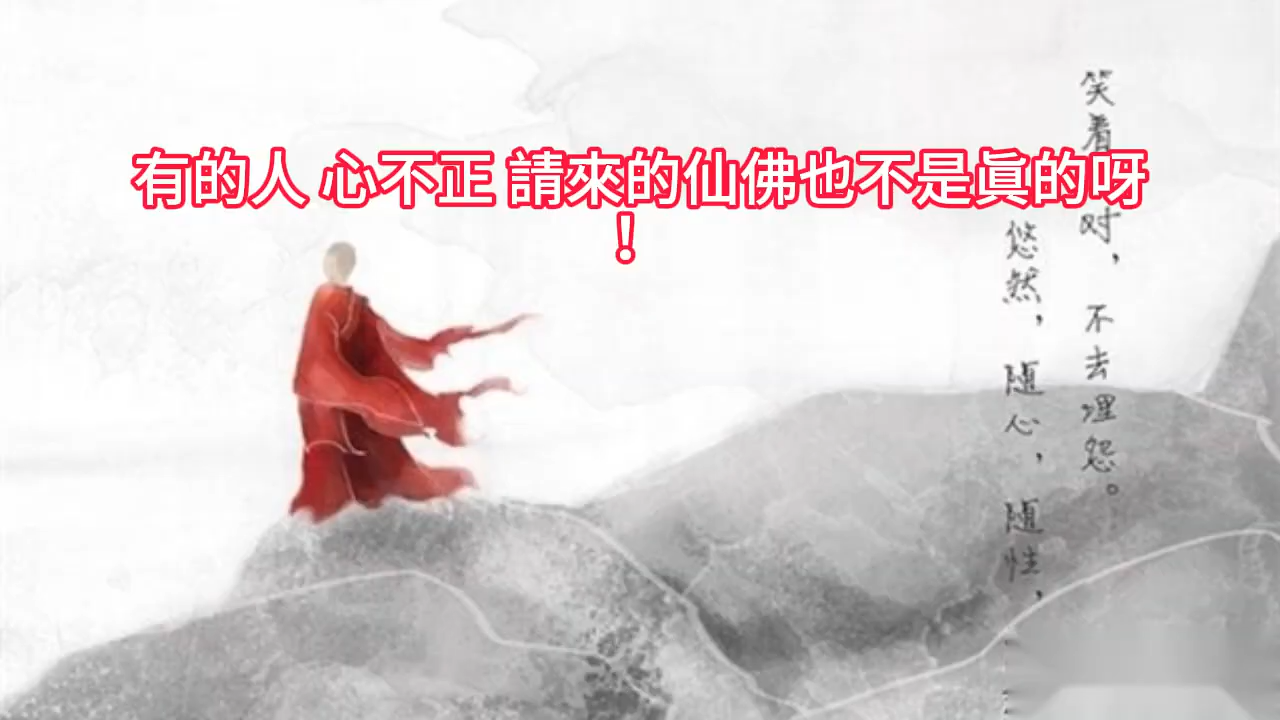 有的人 心不正 請來的仙佛也不是眞的呀
！
笑着 对，不去埋怨。
悠然，随心，随性，